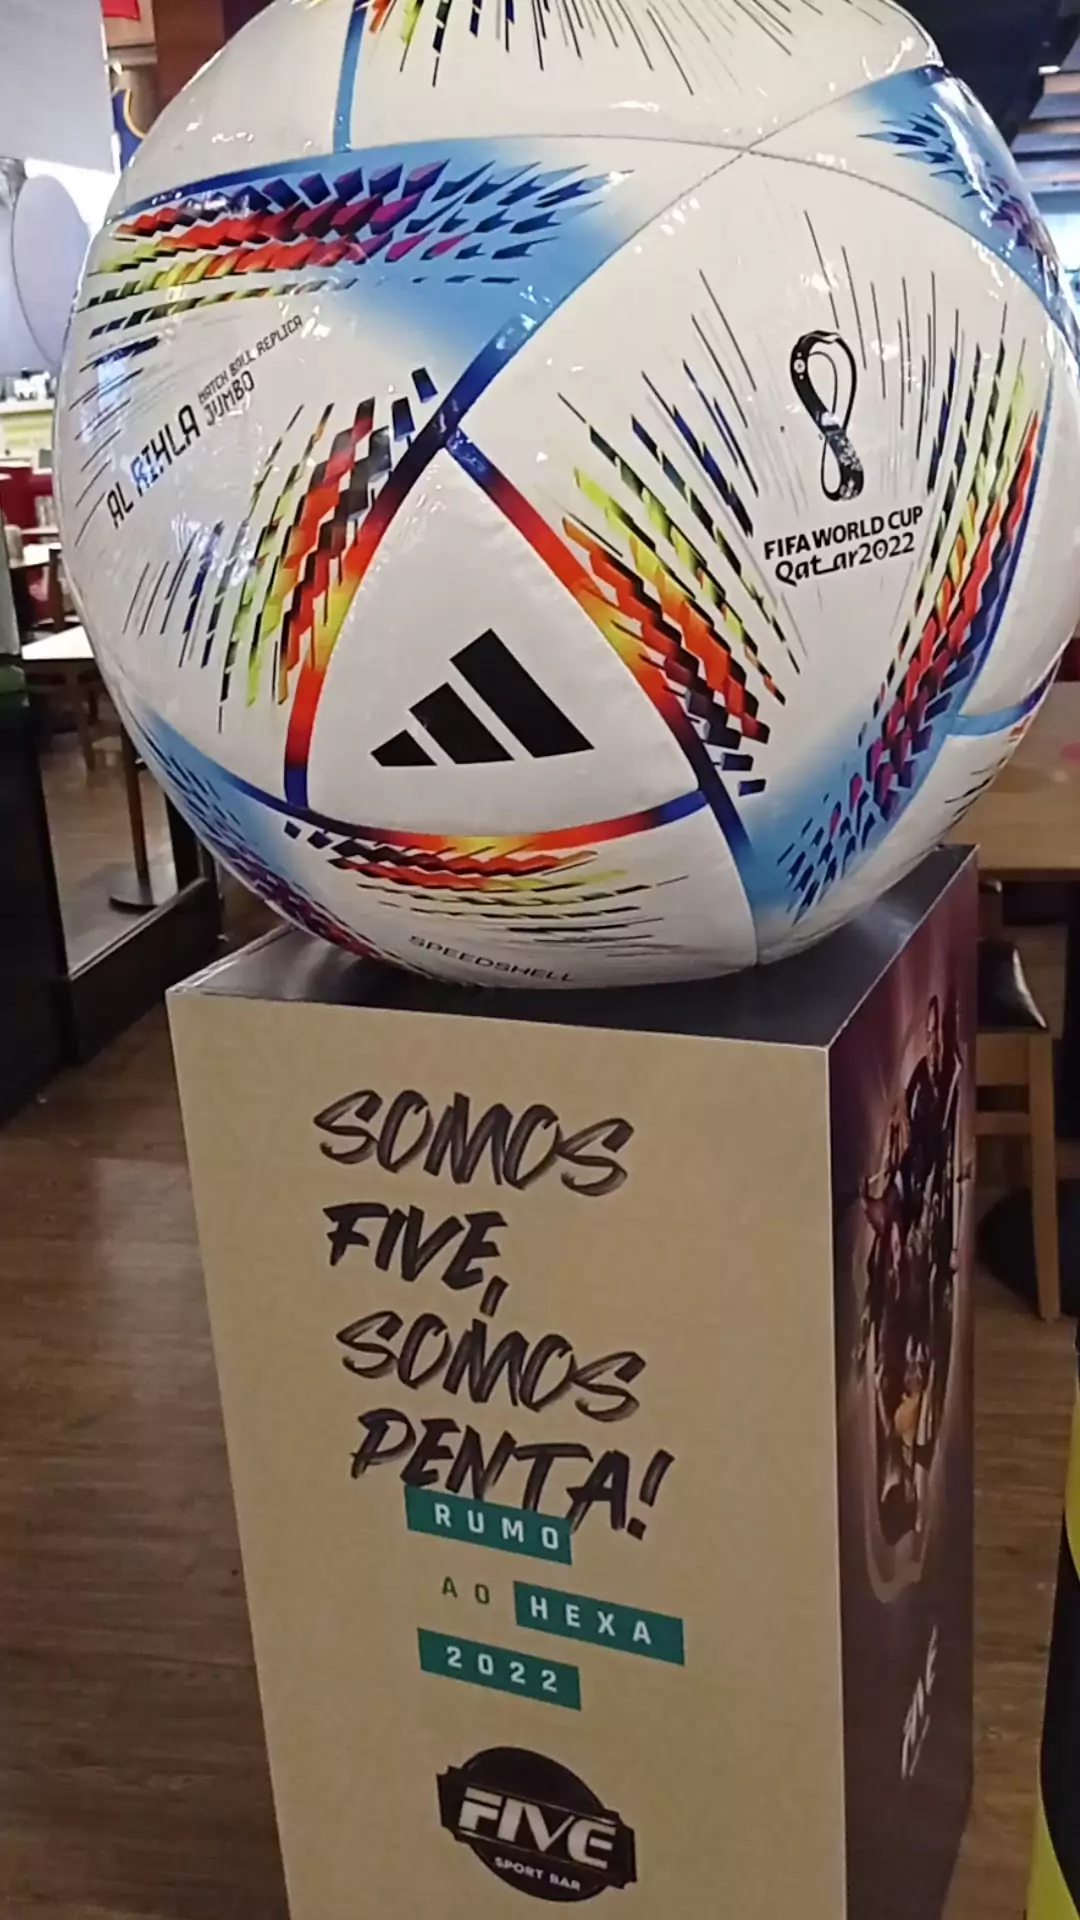 AL RIHLA MATCH BALL REPLICA
JUMBO
FIFA WORLD CUP
Qatar2022
SPEEDSHELL
SOMOS
FIVE,
SOMOS
PENTA!
RUMO
AO HEXA
2022
FIVE
SPORT BAR
FIVE